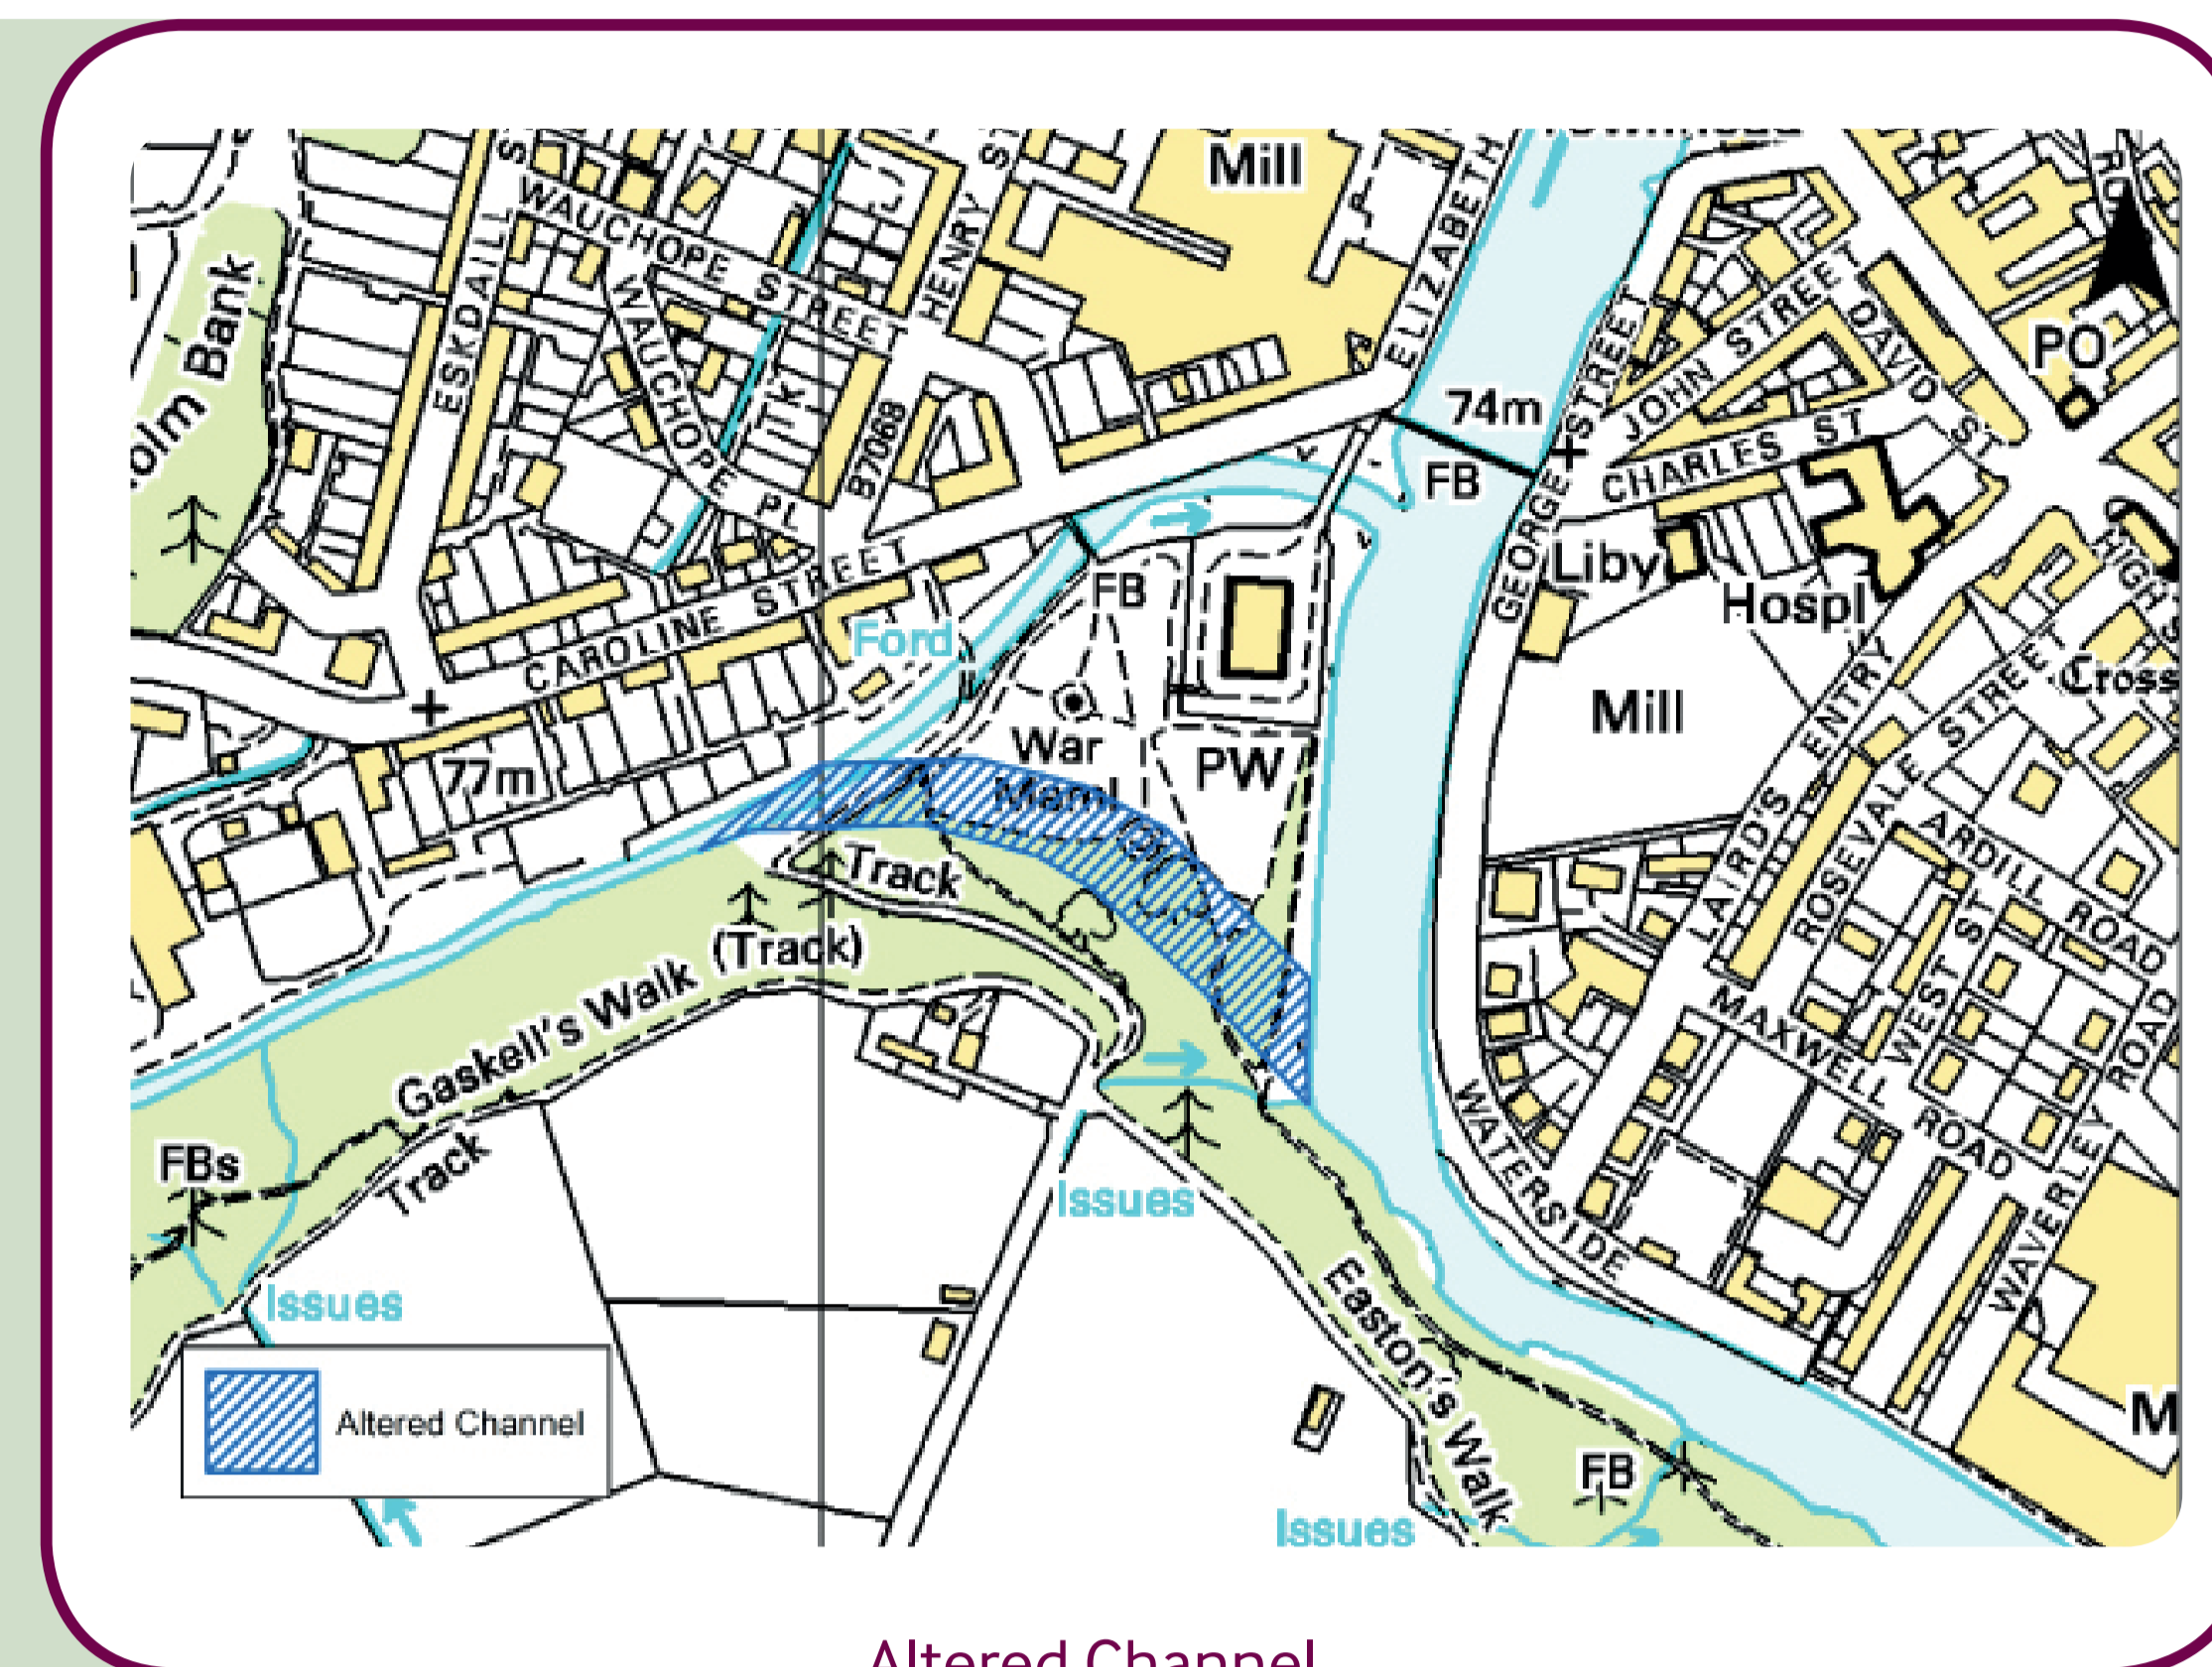 Mill
ELIZABETH
WAUCHOPE STREET
HENRY S
ESKDAILL
S
WAUCHOPE PL
B7068
Bank
74m
FB
GEORGE STREET
JOHN STREET
DAVID ST
CHARLES ST
PO
Liby
Hospl
HIGH
Cross
CAROLINE STREET
Ford
FB
War
Meml
PW
Mill
77m
LAIRD'S ENTRY
ROSEVALE STREET
ARDILL ROAD
WEST ST
MAXWELL ROAD
WAVERLEY ROAD
Track
Gaskell's Walk (Track)
Track
FBs
Issues
Issues
WATERSIDE
Easton's Walk
FB
Issues
M
Altered Channel
Altered Channel